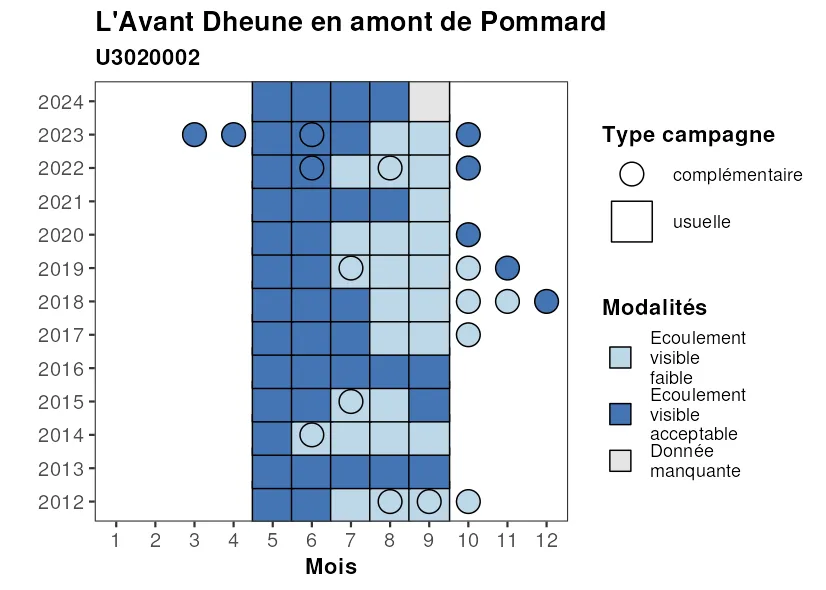 L'Avant Dheune en amont de Pommard
U3020002
2024
2023
2022
2021
2020
2019
2018
2017
2016
2015
2014
2013
2012
1 2 3 4 5 6 7 8 9 10 11 12
Mois
Type campagne
complémentaire
usuelle
Modalités
Ecoulement
visible
faible
Ecoulement
visible
acceptable
Donnée
manquante